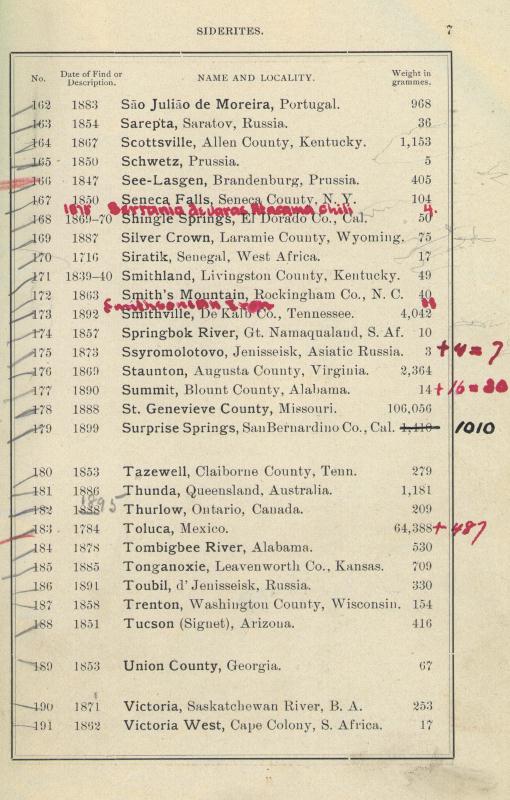 SIDERITES. 7
No. Date of Find or Description. NAME AND LOCALITY. Weight in grammes.
162 1883 São Julião de Moreira, Portugal. 968
163 1854 Sarepta, Saratov, Russia. 36
164 1867 Scottsville, Allen County, Kentucky. 1,153
165 1850 Schwetz, Prussia. 5
166 1847 See-Lasgen, Brandenburg, Prussia. 405
167 1850 Seneca Falls, Seneca County, N. Y. 104
Atacama Chili 4.
168 1869-70 Shingle Springs, El Dorado Co., Cal. 50
169 1887 Silver Crown, Laramie County, Wyoming. 75
170 1716 Siratik, Senegal, West Africa. 17
171 1839-40 Smithland, Livingston County, Kentucky. 49
172 1863 Smith's Mountain, Rockingham Co., N. C. 40
Smithsonian Iron
173 1892 Smithville, De Kalb Co., Tennessee. 4,042
174 1857 Springbok River, Gt. Namaqualand, S. Af. 10
175 1873 Ssyromolotovo, Jenisseisk, Asiatic Russia. 3 + 4 = 7
176 1869 Staunton, Augusta County, Virginia. 2,364
177 1890 Summit, Blount County, Alabama. 14 + 16 = 30
178 1888 St. Genevieve County, Missouri. 106,056
179 1899 Surprise Springs, San Bernardino Co., Cal. 1,410 1010
180 1853 Tazewell, Claiborne County, Tenn. 279
181 1886 Thunda, Queensland, Australia. 1,181
1895
182 1888 Thurlow, Ontario, Canada. 209
183 1784 Toluca, Mexico. 64,388 + 487
184 1878 Tombigbee River, Alabama. 530
185 1885 Tonganoxie, Leavenworth Co., Kansas. 709
186 1891 Toubil, d'Jenisseisk, Russia. 330
187 1858 Trenton, Washington County, Wisconsin. 154
188 1851 Tucson (Signet), Arizona. 416
189 1853 Union County, Georgia. 67
190 1871 Victoria, Saskatchewan River, B. A. 253
191 1862 Victoria West, Cape Colony, S. Africa. 17